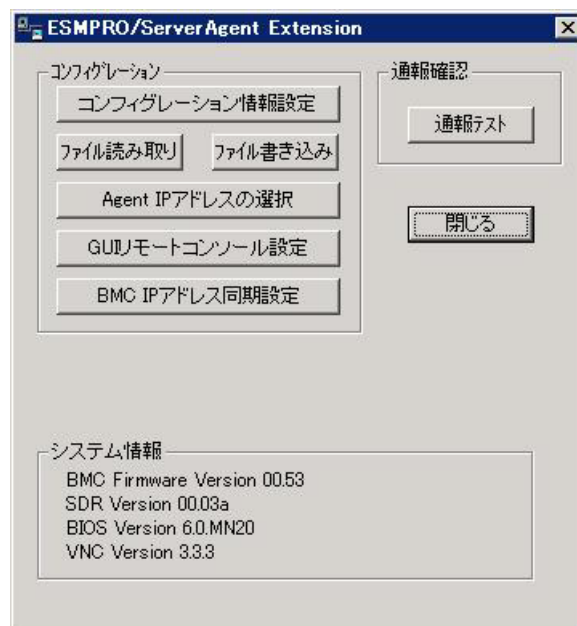 ESMPRO/ServerAgent Extension
コンフィグレーション
コンフィグレーション情報設定
ファイル読み取り
ファイル書き込み
Agent IPアドレスの選択
GUIリモートコンソール設定
BMC IPアドレス同期設定
通報確認
通報テスト
閉じる
システム情報
BMC Firmware Version 00.53
SDR Version 00.03a
BIOS Version 6.0.MN20
VNC Version 3.3.3